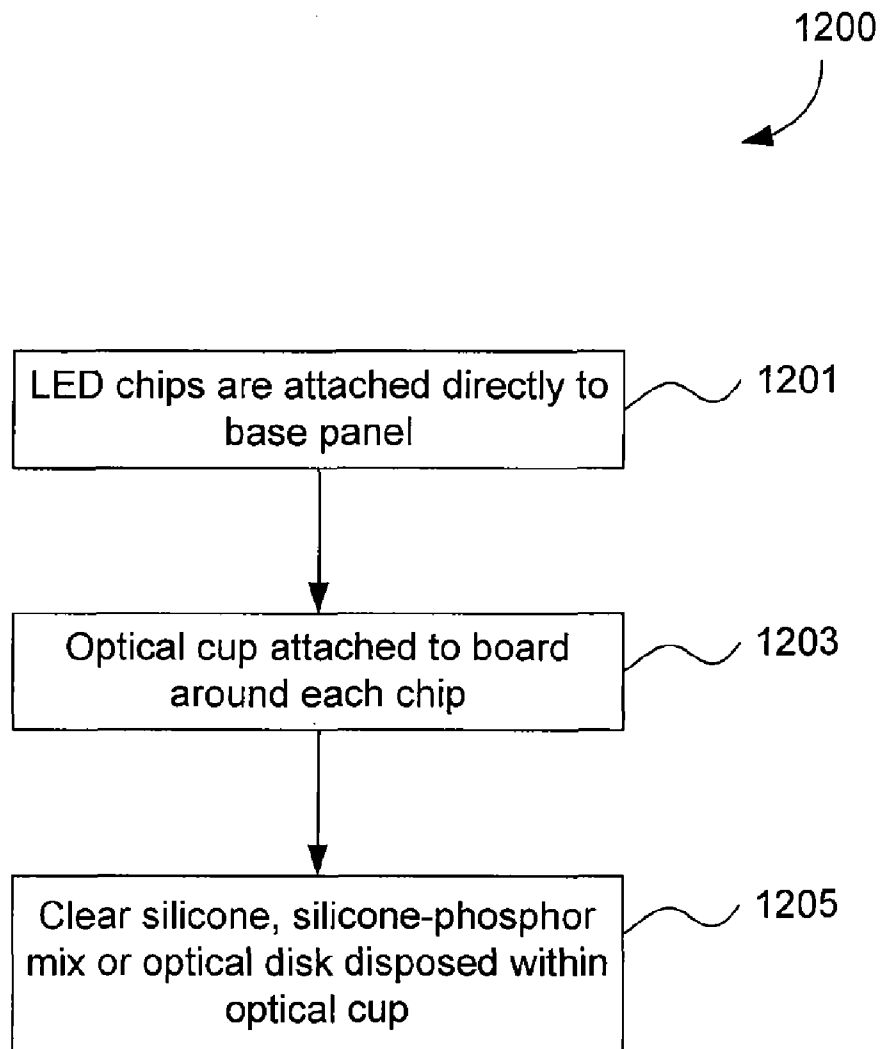 1200
LED chips are attached directly to
base panel
1201
Optical cup attached to board
around each chip
1203
Clear silicone, silicone-phosphor
mix or optical disk disposed within
optical cup
1205